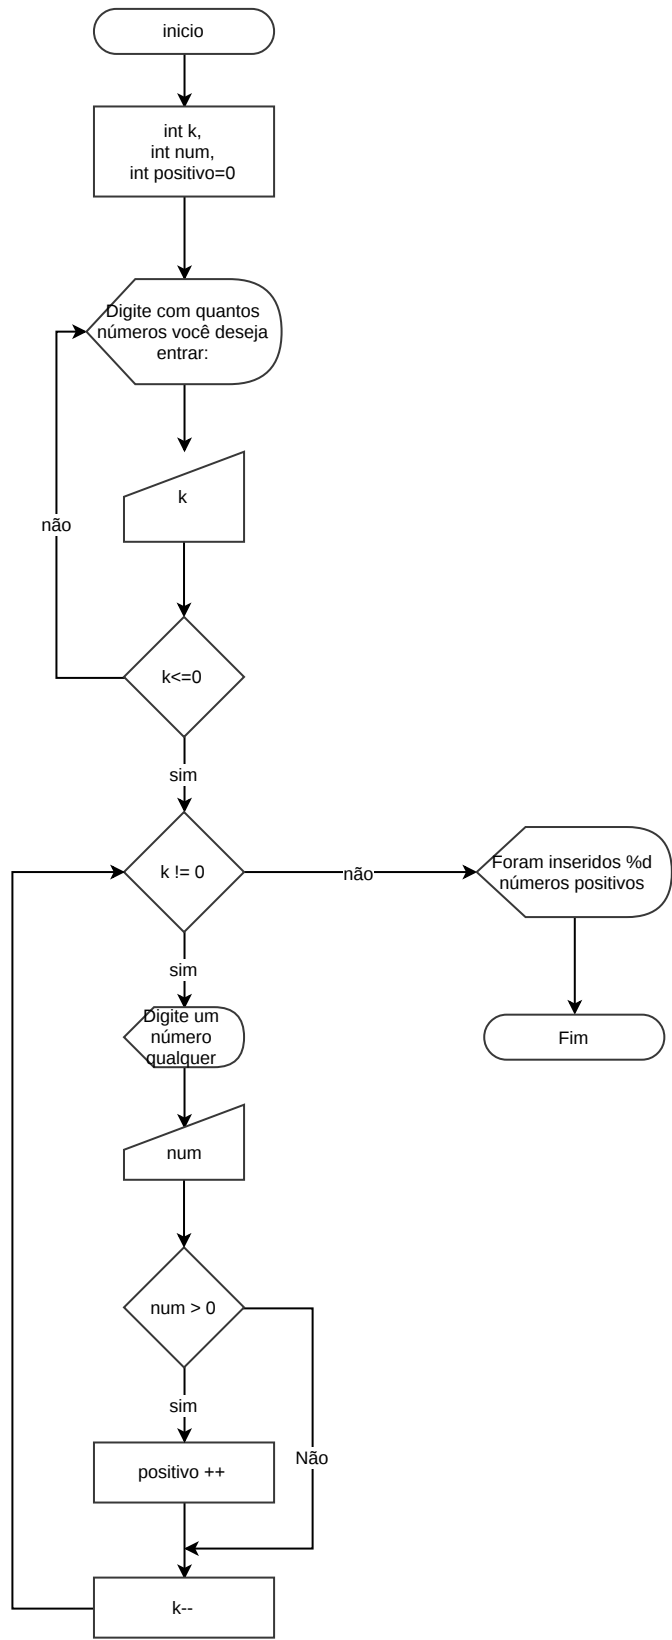 inicio
int k,
int num,
int positivo=0
Digite com quantos
números você deseja
entrar:
k
não
k<=0
sim
k != 0
não
Foram inseridos %d
números positivos
sim
Digite um
número
qualquer
Fim
num
num > 0
sim
Não
positivo ++
k--